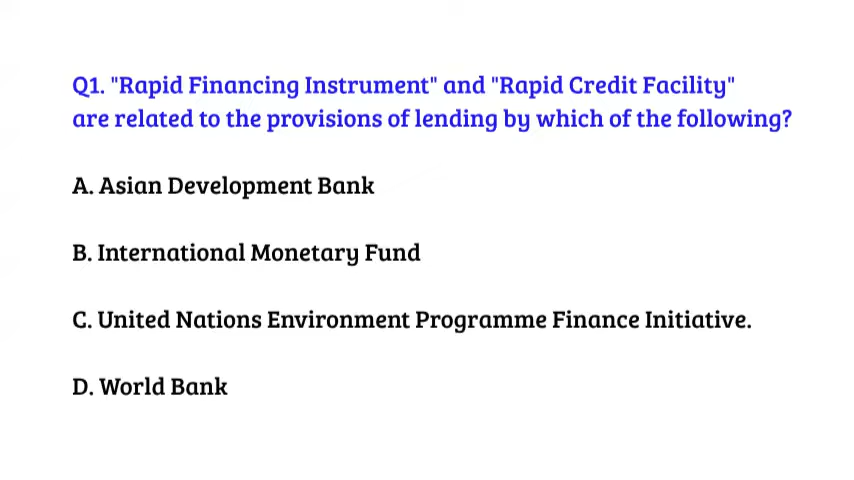 Q1. "Rapid Financing Instrument" and "Rapid Credit Facility"
are related to the provisions of lending by which of the following?
A. Asian Development Bank
B. International Monetary Fund
C. United Nations Environment Programme Finance Initiative.
D. World Bank